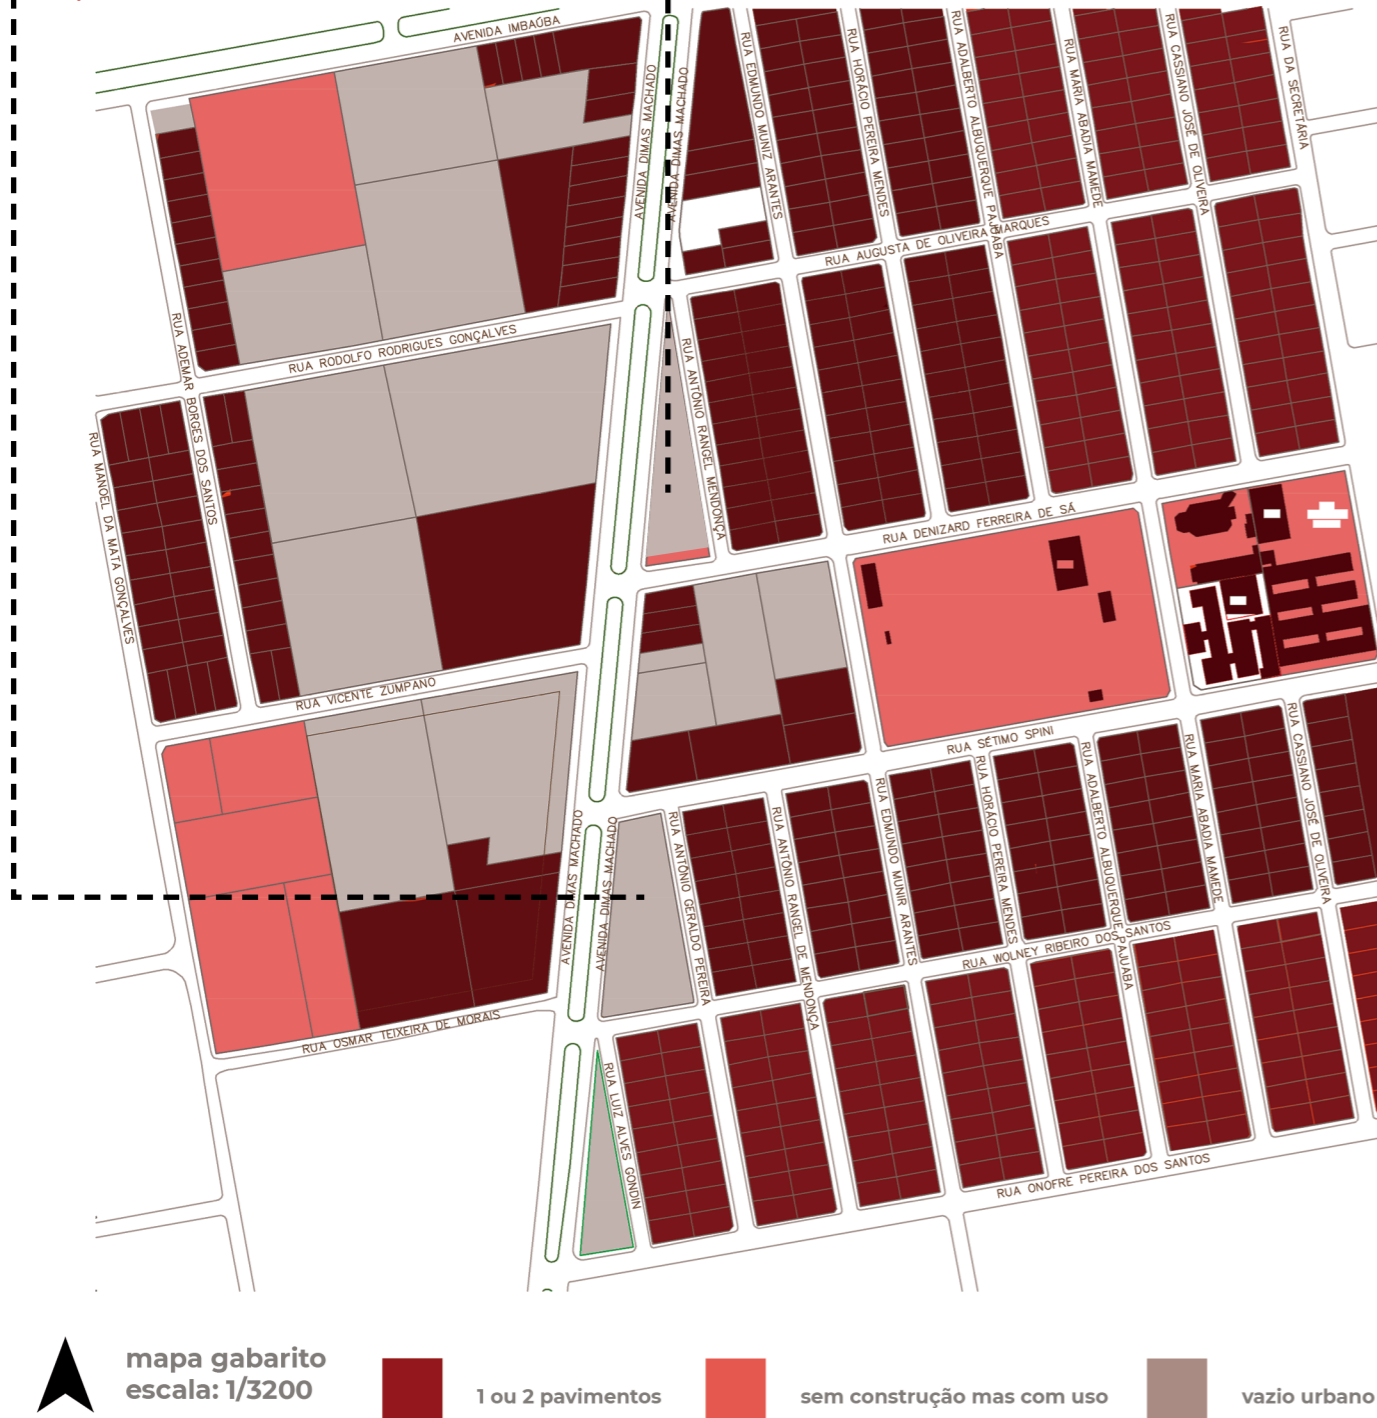 AVENIDA IMBAÚBA
AVENIDA DIMAS MACHADO
AVENIDA DIMAS MACHADO
RUA EDMUNDO MUNIZ ARANTES
RUA HORÁCIO PEREIRA MENDES
RUA ADALBERTO ALBUQUERQUE PAJUABA
RUA MARIA ABADIA MAMEDE
RUA CASSIANO JOSÉ DE OLIVEIRA
RUA DA SECRETÁRIA
RUA AUGUSTA DE OLIVEIRA MARQUES
RUA ADEMAR BORGES DOS SANTOS
RUA RODOLFO RODRIGUES GONÇALVES
RUA ANTÔNIO RANGEL MENDONÇA
RUA MANOEL DA MATA GONÇALVES
RUA DENIZARD FERREIRA DE SÁ
RUA VICENTE ZUMPANO
RUA SÉTIMO SPINI
AVENIDA DIMAS MACHADO
AVENIDA DIMAS MACHADO
RUA ANTÔNIO GERALDO PEREIRA
RUA ANTÔNIO RANGEL DE MENDONÇA
RUA EDMUNDO MUNIR ARANTES
RUA HORÁCIO PEREIRA MENDES
RUA ADALBERTO ALBUQUERQUE PAJUABA
RUA MARIA ABADIA MAMEDE
RUA CASSIANO JOSÉ DE OLIVEIRA
RUA WOLNEY RIBEIRO DOS SANTOS
RUA OSMAR TEIXEIRA DE MORAIS
RUA LUIZ ALVES GONDIN
RUA ONOFRE PEREIRA DOS SANTOS
mapa gabarito
escala: 1/3200
1 ou 2 pavimentos
sem construção mas com uso
vazio urbano